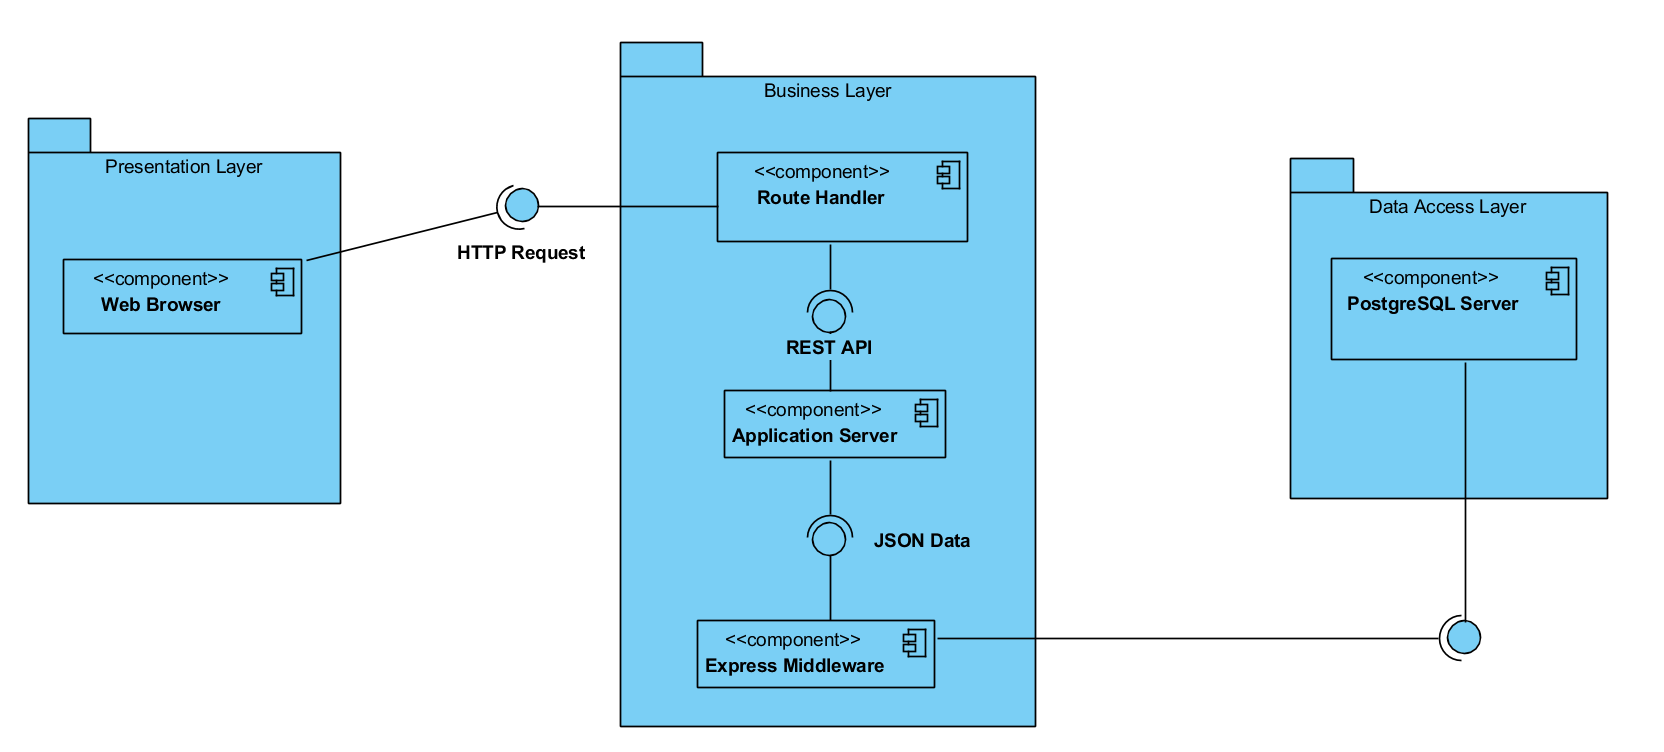 Presentation Layer
<<component>>
Web Browser
HTTP Request
Business Layer
<<component>>
Route Handler
REST API
<<component>>
Application Server
JSON Data
<<component>>
Express Middleware
Data Access Layer
<<component>>
PostgreSQL Server